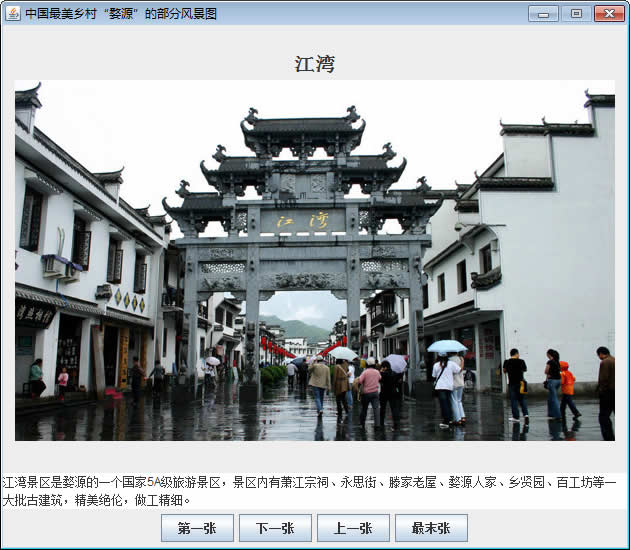 中国最美乡村“婺源”的部分风景图
江湾
江湾
江湾景区是婺源的一个国家5A级旅游景区，景区内有萧江宗祠、永思街、滕家老屋、婺源人家、乡贤园、百工坊等一
大批古建筑，精美绝伦，做工精细。
第一张
下一张
上一张
最末张